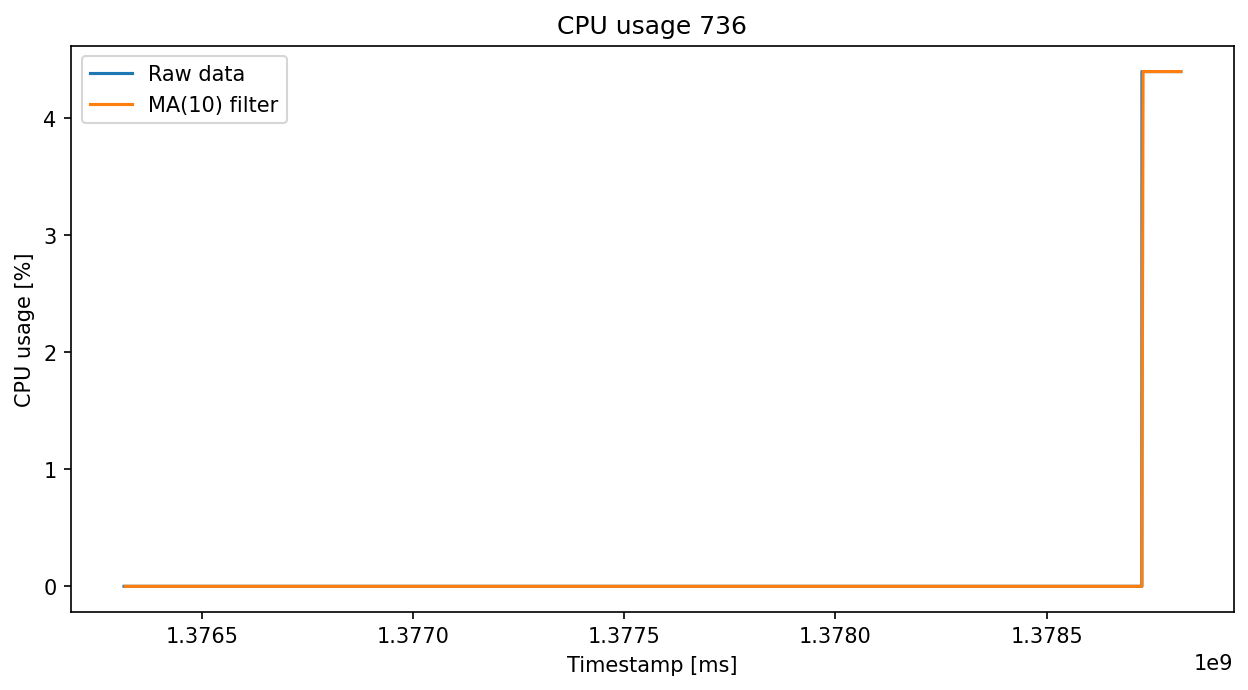 CPU usage 736
Raw data
MA(10) filter
CPU usage [%]
4
3
2
1
0
1.3765
1.3770
1.3775
1.3780
1.3785
1e9
Timestamp [ms]